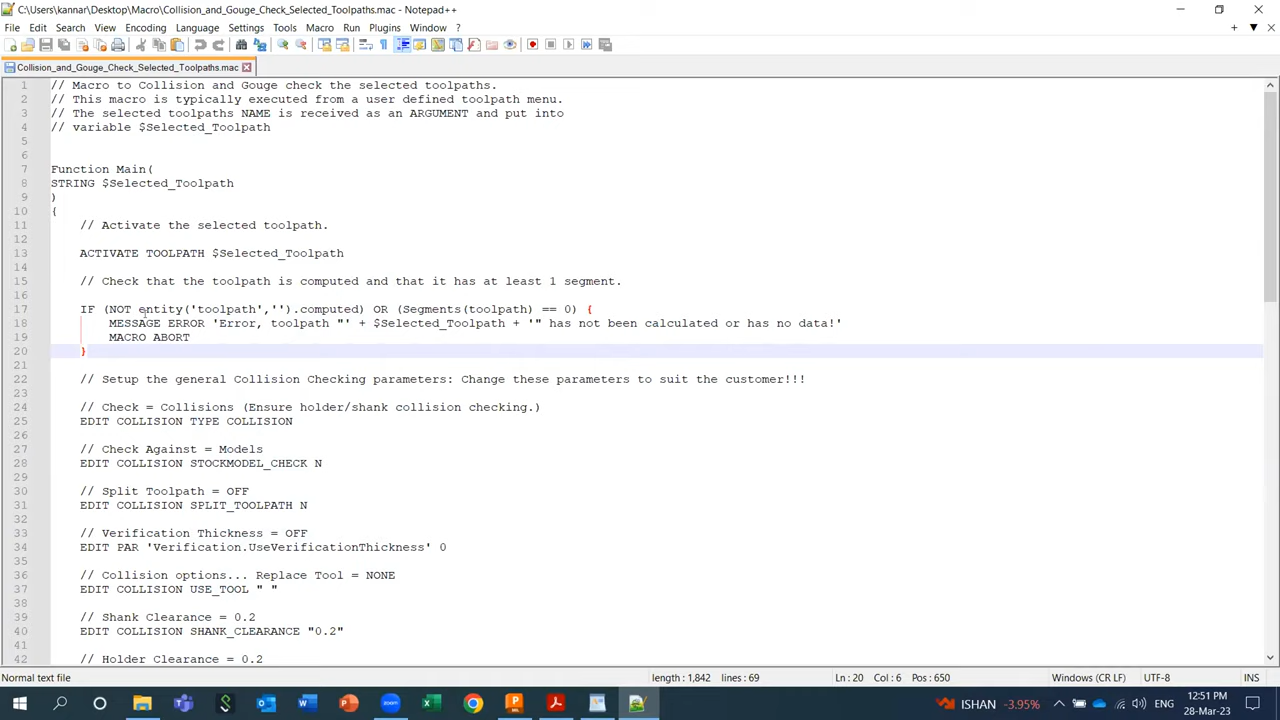 C:\Users\kannar\Desktop\Macro\Collision_and_Gouge_Check_Selected_Toolpaths.mac - Notepad++
File Edit Search View Encoding Language Settings Tools Macro Run Plugins Window ?
Collision_and_Gouge_Check_Selected_Toolpaths.mac
1 // Macro to Collision and Gouge check the selected toolpaths.
2 // This macro is typically executed from a user defined toolpath menu.
3 // The selected toolpaths NAME is received as an ARGUMENT and put into
4 // variable $Selected_Toolpath
5
6
7 Function Main(
8 STRING $Selected_Toolpath
9 )
10 {
11 // Activate the selected toolpath.
12
13 ACTIVATE TOOLPATH $Selected_Toolpath
14
15 // Check that the toolpath is computed and that it has at least 1 segment.
16
17 IF (NOT entity('toolpath','').computed) OR (Segments(toolpath) == 0) {
18 MESSAGE ERROR 'Error, toolpath "' + $Selected_Toolpath + '" has not been calculated or has no data!'
19 MACRO ABORT
20 }
21
22 // Setup the general Collision Checking parameters: Change these parameters to suit the customer!!!
23
24 // Check = Collisions (Ensure holder/shank collision checking.)
25 EDIT COLLISION TYPE COLLISION
26
27 // Check Against = Models
28 EDIT COLLISION STOCKMODEL_CHECK N
29
30 // Split Toolpath = OFF
31 EDIT COLLISION SPLIT_TOOLPATH N
32
33 // Verification Thickness = OFF
34 EDIT PAR 'Verification.UseVerificationThickness' 0
35
36 // Collision options... Replace Tool = NONE
37 EDIT COLLISION USE_TOOL " "
38
39 // Shank Clearance = 0.2
40 EDIT COLLISION SHANK_CLEARANCE "0.2"
41
42 // Holder Clearance = 0.2
Normal text file length : 1,842 lines : 69 Ln : 20 Col : 6 Pos : 650 Windows (CR LF) UTF-8 INS
ISHAN -3.95% ENG 12:51 PM
28-Mar-23